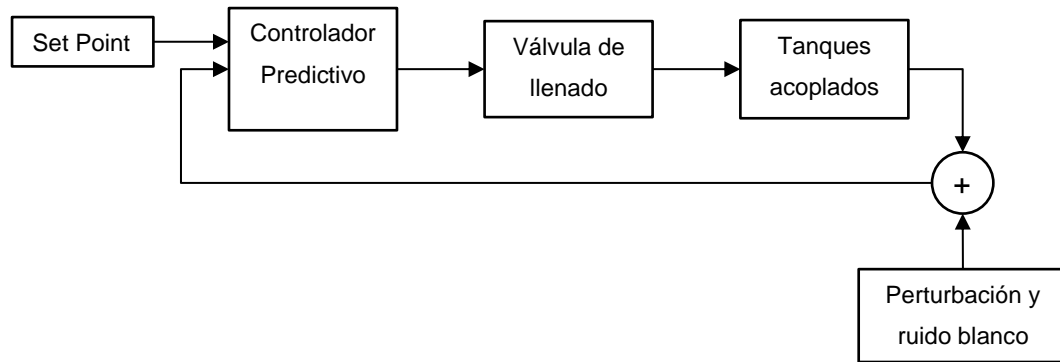 Set Point
Controlador
Predictivo
Válvula de
llenado
Tanques
acoplados
+
Perturbación y
ruido blanco